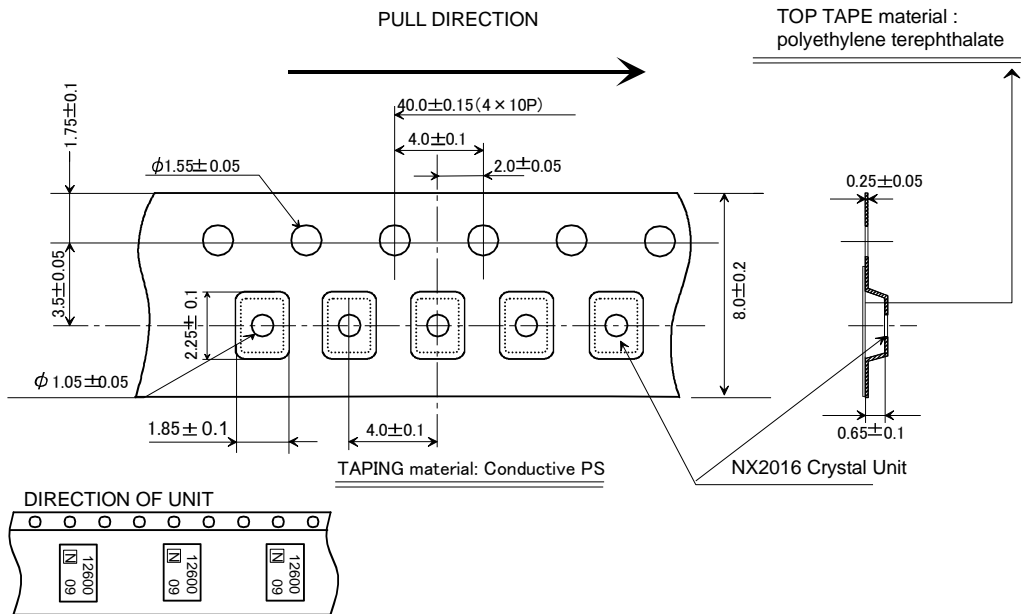 PULL DIRECTION
TOP TAPE material :
polyethylene terephthalate
1.75±0.1
40.0±0.15(4×10P)
4.0±0.1
2.0±0.05
ϕ1.55±0.05
0.25±0.05
3.5±0.05
2.25±0.1
8.0±0.2
ϕ1.05±0.05
1.85±0.1
4.0±0.1
0.65±0.1
TAPING material: Conductive PS
NX2016 Crystal Unit
DIRECTION OF UNIT
12600
N 09
12600
N 09
12600
N 09